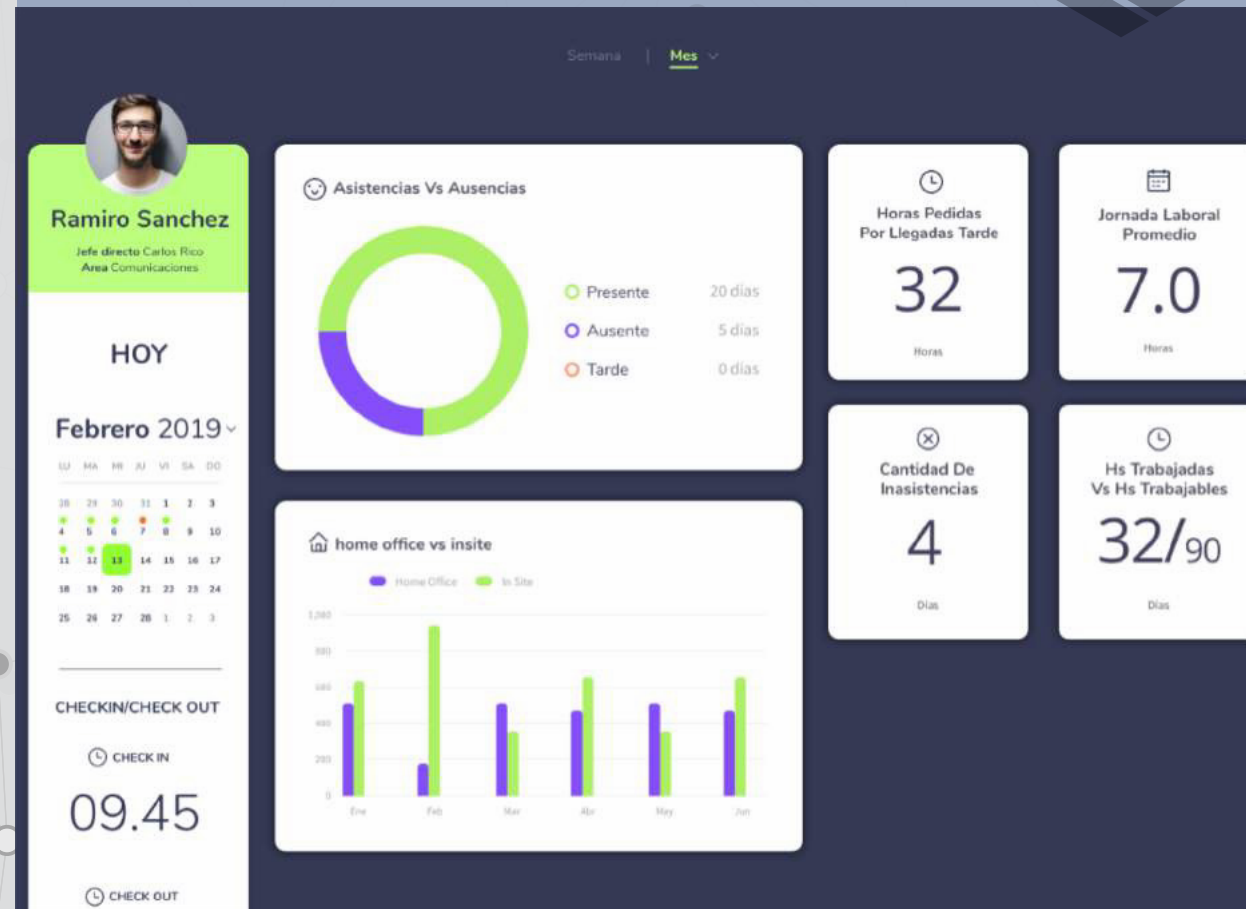 Semana | Mes
Ramiro Sanchez
Jefe directo Carlos Rico
Area Comunicaciones
HOY
Febrero 2019
LU MA MI JU VI SA DO
28 29 30 31 1 2 3
4 5 6 7 8 9 10
11 12 13 14 15 16 17
18 19 20 21 22 23 24
25 26 27 28 1 2 3
CHECKIN/CHECK OUT
CHECK IN
09.45
CHECK OUT
Asistencias Vs Ausencias
Presente 20 días
Ausente 5 días
Tarde 0 días
home office vs insite
Home Office In Site
800
600
400
200
0
Ene Feb Mar Abr May Jun
Horas Pedidas
Por Llegadas Tarde
32
Horas
Jornada Laboral
Promedio
7.0
Horas
Cantidad De
Inasistencias
4
Días
Hs Trabajadas
Vs Hs Trabajables
32/90
Días